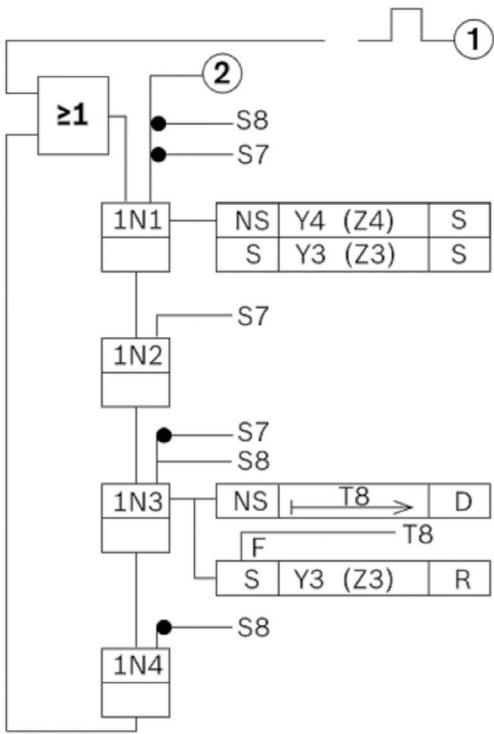 1
2
≥1
S8
S7
1N1 NS Y4 (Z4) S
S Y3 (Z3) S
S7
1N2
S7
S8
1N3 NS T8 D
T8
F
S Y3 (Z3) R
S8
1N4